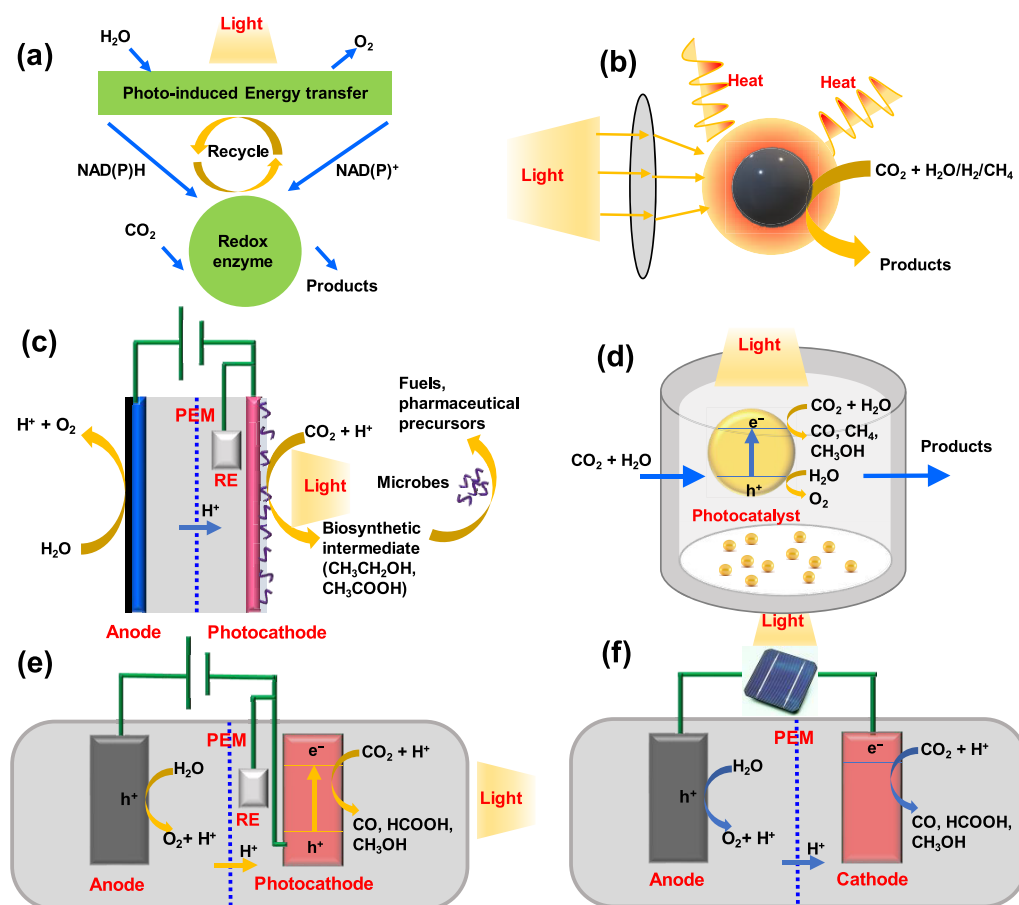 (a)
Light
H₂O
O₂
Photo-induced Energy transfer
Recycle
NAD(P)H
NAD(P)⁺
CO₂
Redox
enzyme
Products
(b)
Heat
Heat
Light
CO₂ + H₂O/H₂/CH₄
Products
(c)
PEM
H⁺ + O₂
RE
CO₂ + H⁺
Light
Fuels,
pharmaceutical
precursors
Microbes
H⁺
H₂O
Biosynthetic
intermediate
(CH₃CH₂OH,
CH₃COOH)
Anode
Photocathode
(d)
Light
CO₂ + H₂O
e⁻
CO₂ + H₂O
CO, CH₄,
CH₃OH
H₂O
h⁺
O₂
Photocatalyst
Products
(e)
PEM
H₂O
h⁺
O₂+ H⁺
RE
H⁺
e⁻
h⁺
CO₂ + H⁺
CO, HCOOH,
CH₃OH
Light
Anode
Photocathode
(f)
Light
PEM
H₂O
h⁺
O₂+ H⁺
H⁺
e⁻
CO₂ + H⁺
CO, HCOOH,
CH₃OH
Anode
Cathode